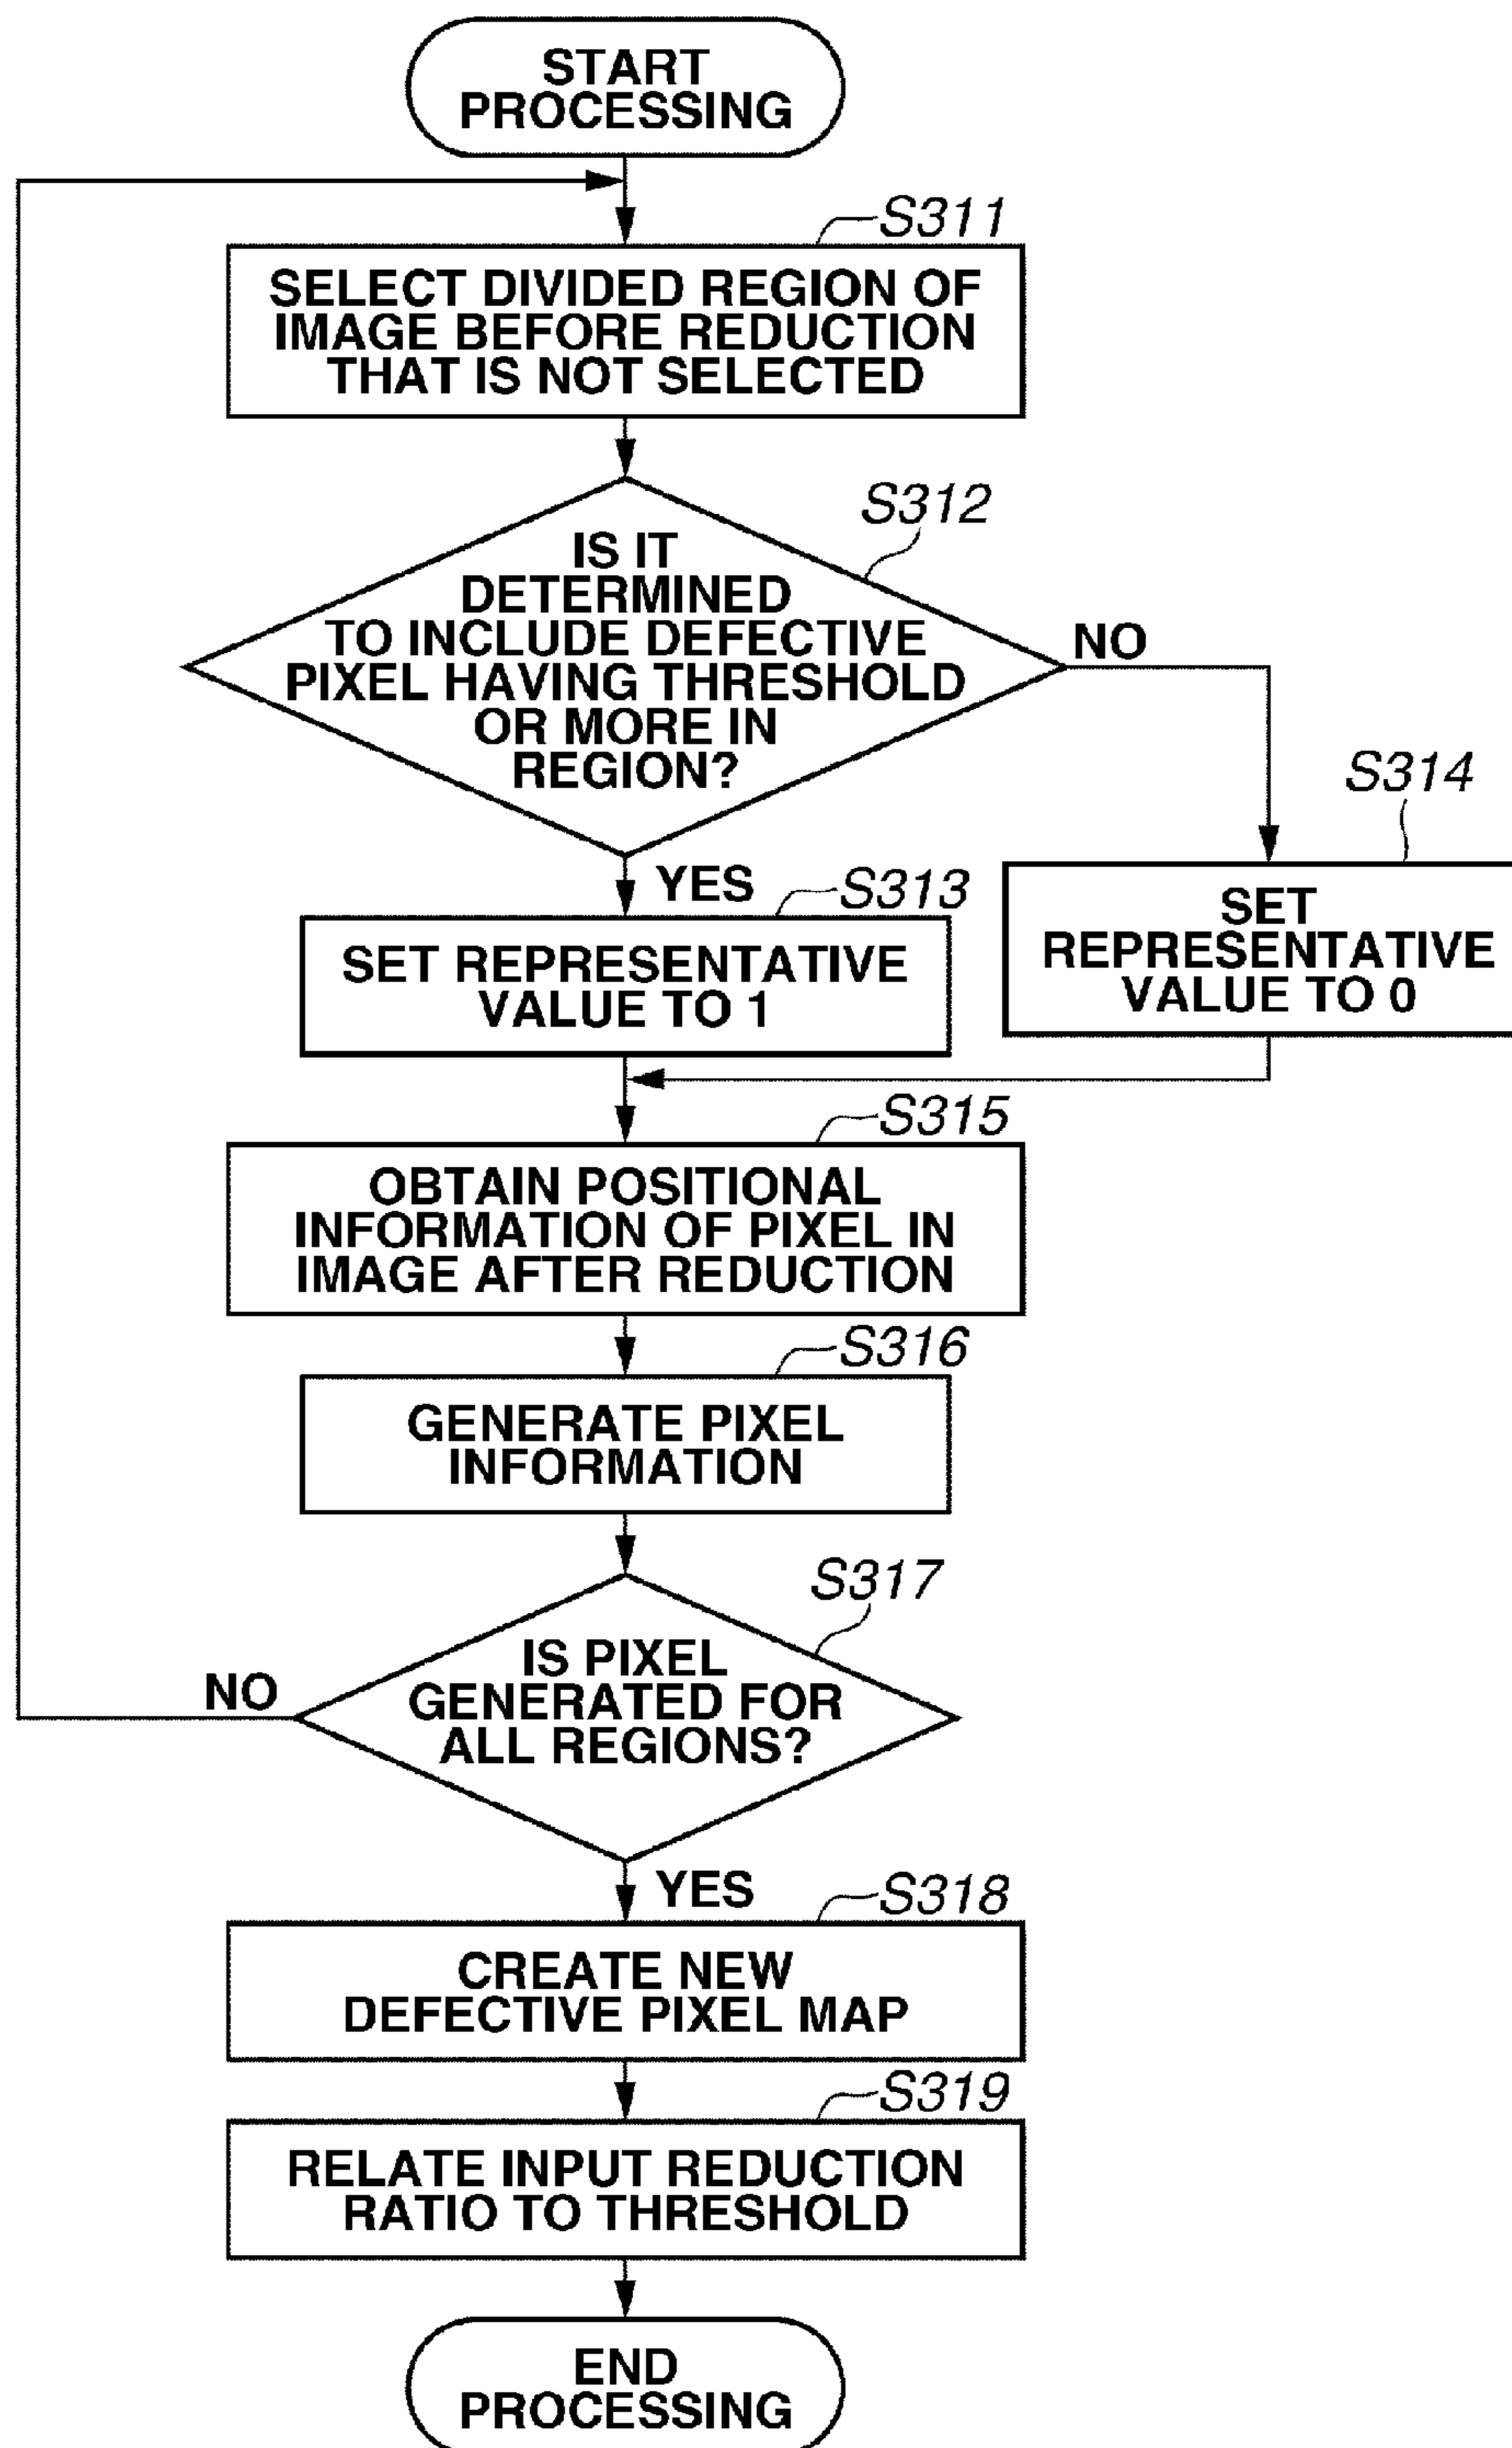 START
PROCESSING
S311
SELECT DIVIDED REGION OF
IMAGE BEFORE REDUCTION
THAT IS NOT SELECTED
S312
IS IT
DETERMINED
TO INCLUDE DEFECTIVE
PIXEL HAVING THRESHOLD
OR MORE IN
REGION?
NO
YES
S313
SET REPRESENTATIVE
VALUE TO 1
S314
SET
REPRESENTATIVE
VALUE TO 0
S315
OBTAIN POSITIONAL
INFORMATION OF PIXEL IN
IMAGE AFTER REDUCTION
S316
GENERATE PIXEL
INFORMATION
S317
IS PIXEL
GENERATED FOR
ALL REGIONS?
NO
YES
S318
CREATE NEW
DEFECTIVE PIXEL MAP
S319
RELATE INPUT REDUCTION
RATIO TO THRESHOLD
END
PROCESSING